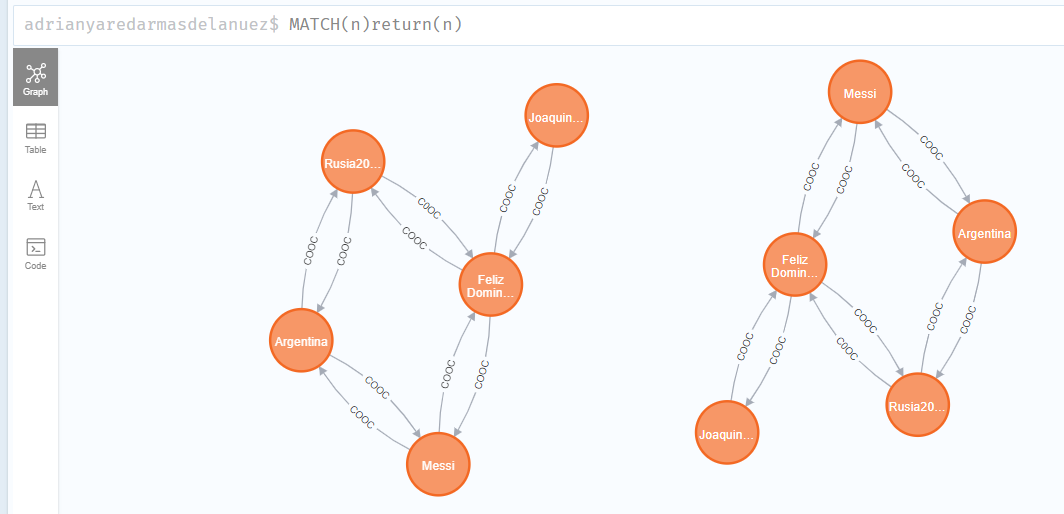 adrianyaredarmasdelanuez$ MATCH(n)return(n)
Graph
Table
Text
Code
Joaquin...
Rusia20...
COOC
COOC
COOC
COOC
COOC
COOC
Feliz
Domin...
Argentina
COOC
COOC
COOC
COOC
Messi
Messi
COOC
COOC
COOC
COOC
Argentina
Feliz
Domin...
COOC
COOC
COOC
COOC
COOC
COOC
Rusia20...
Joaquin...